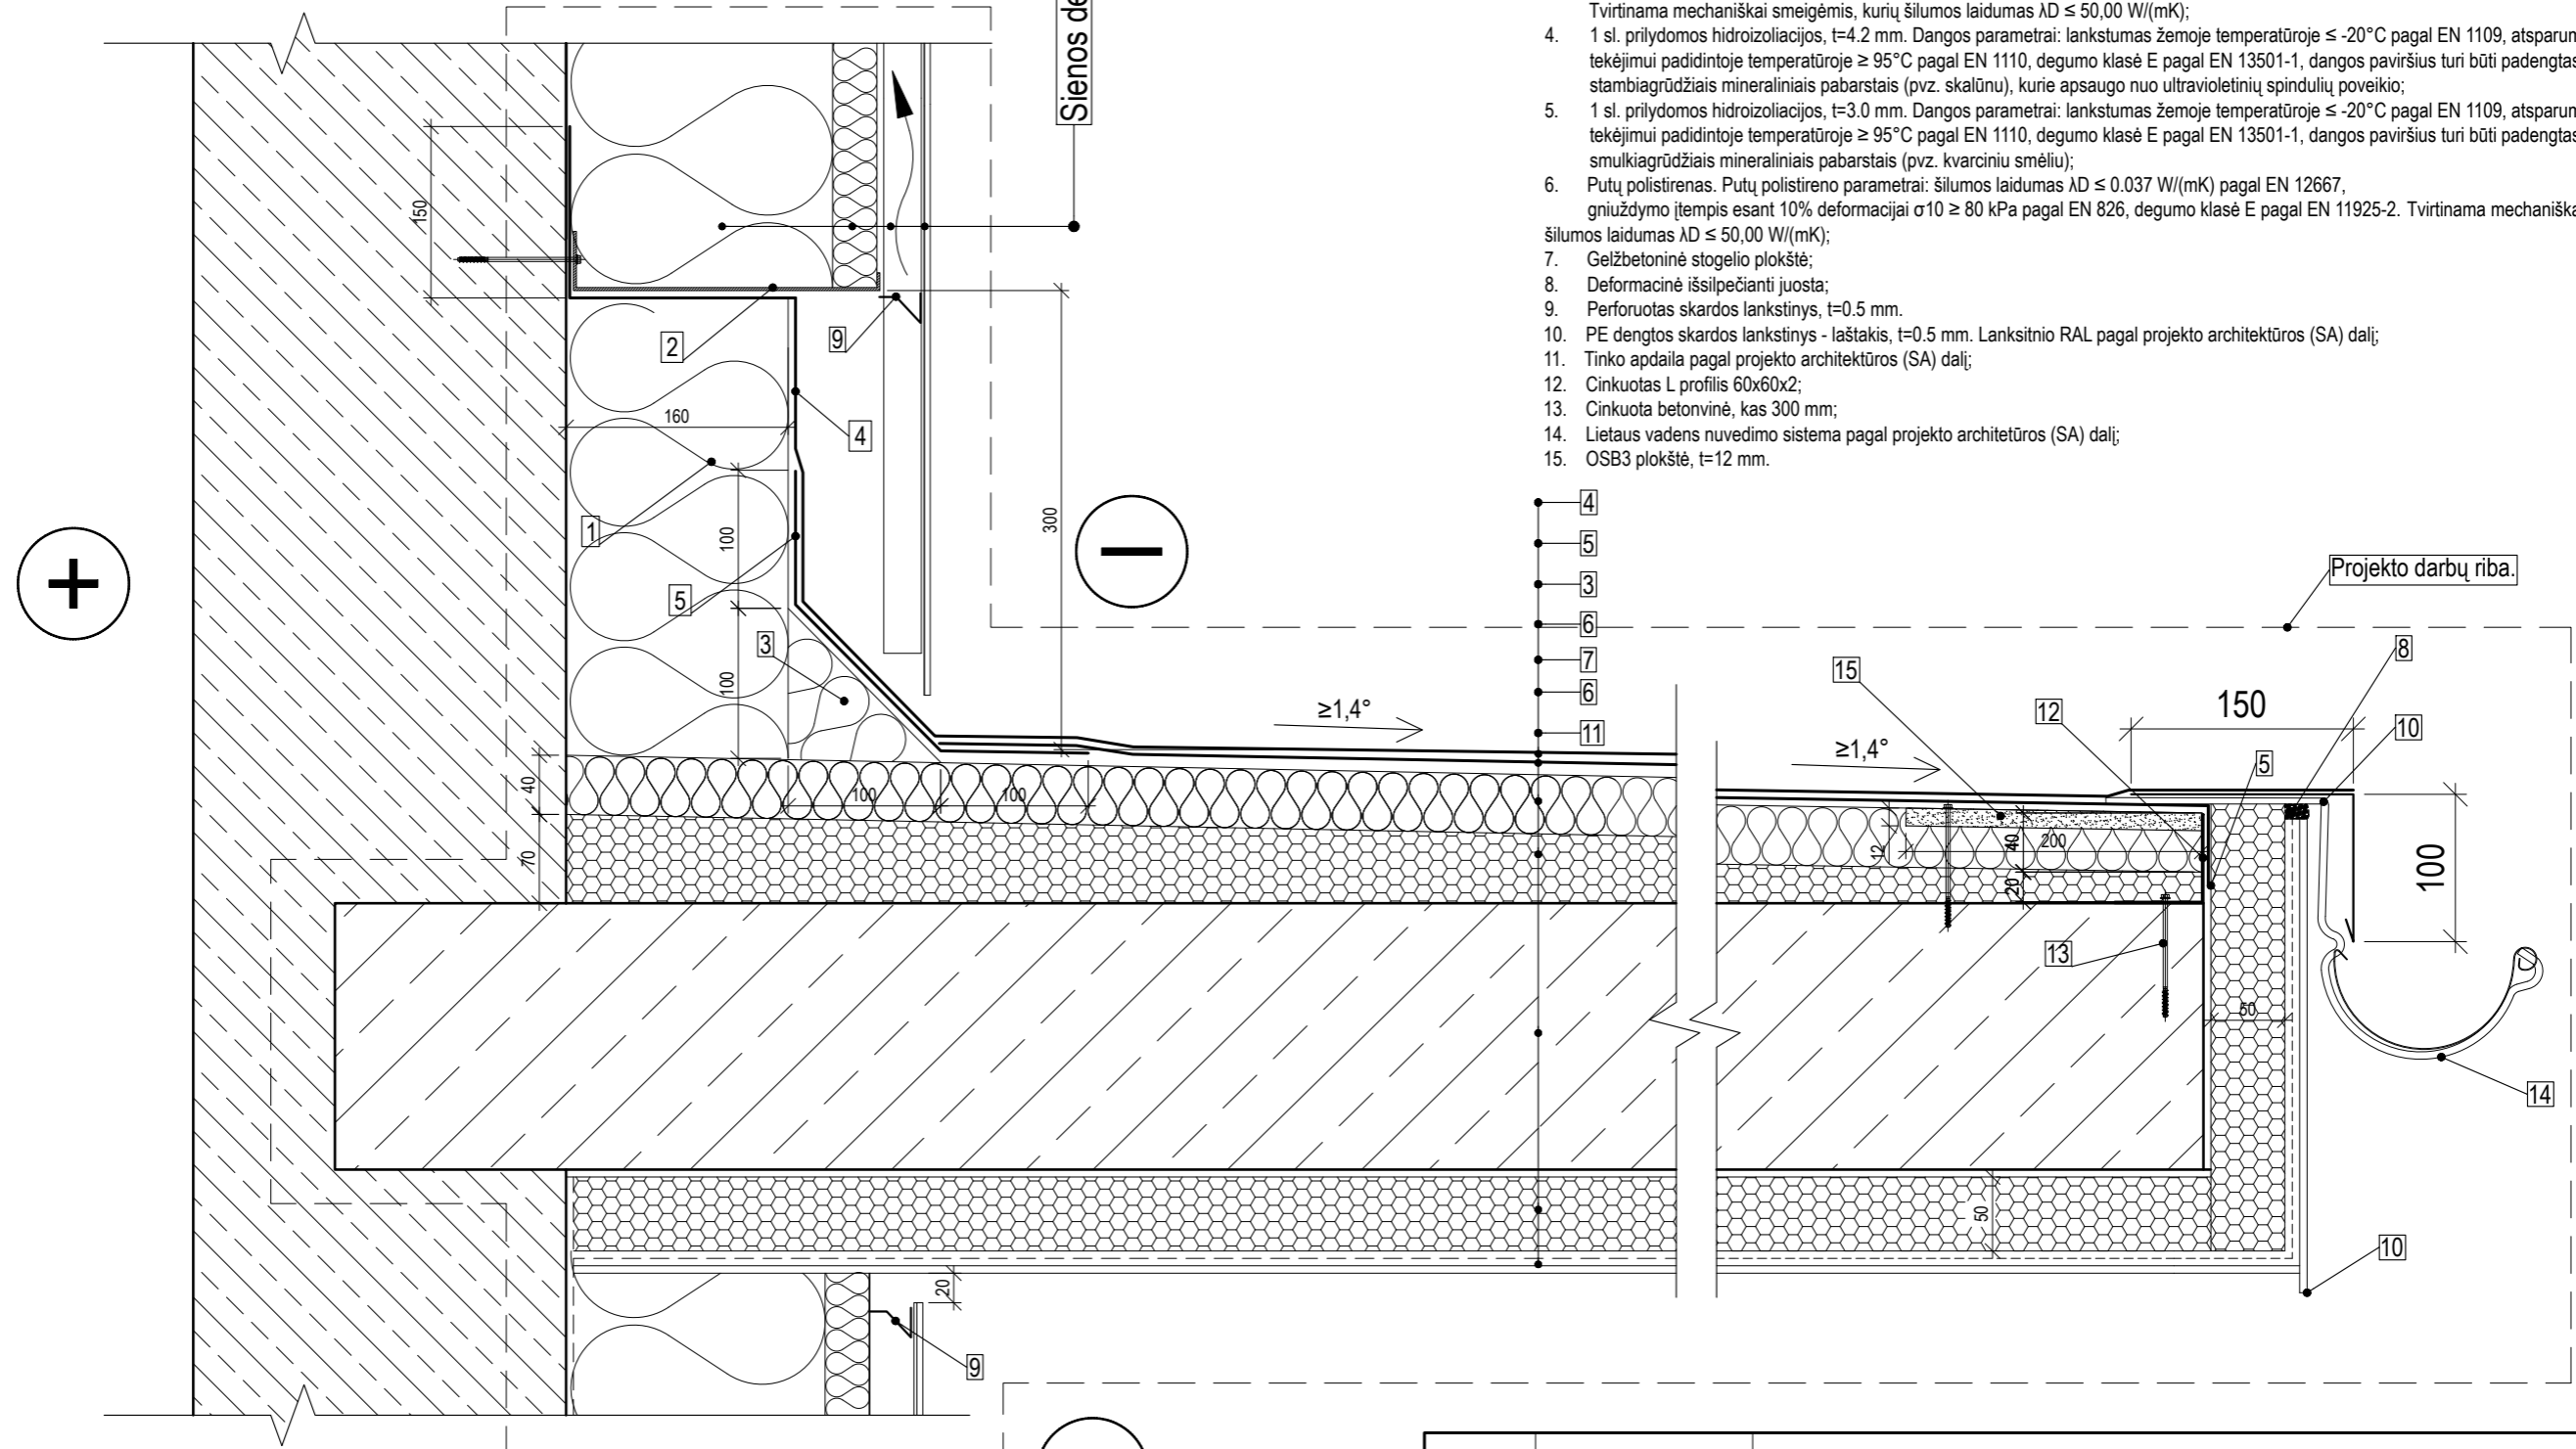 Tvirtinama mechaniškai smeigėmis, kurių šilumos laidumas λD ≤ 50,00 W/(mK);
4. 1 sl. prilydomos hidroizoliacijos, t=4.2 mm. Dangos parametrai: lankstumas žemoje temperatūroje ≤ -20°C pagal EN 1109,
tekėjimui padidintoje temperatūroje ≥ 95°C pagal EN 1110, degumo klasė E pagal EN 13501-1, dangos paviršius turi būti padengtas
stambiagrūdžiais mineraliniais pabarstais (pvz. skalūnu), kurie apsaugo nuo ultravioletinių spindulių poveikio;
5. 1 sl. prilydomos hidroizoliacijos, t=3.0 mm. Dangos parametrai: lankstumas žemoje temperatūroje ≤ -20°C pagal EN 1109,
tekėjimui padidintoje temperatūroje ≥ 95°C pagal EN 1110, degumo klasė E pagal EN 13501-1, dangos paviršius turi būti padengtas
smulkiagrūdžiais mineraliniais pabarstais (pvz. kvarciniu smėliu);
6. Putų polistirenas. Putų polistireno parametrai: šilumos laidumas λD ≤ 0.037 W/(mK) pagal EN 12667,
gniuždymo įtempis esant 10% deformacijai σ10 ≥ 80 kPa pagal EN 826, degumo klasė E pagal EN 11925-2. Tvirtinama
šilumos laidumas λD ≤ 50,00 W/(mK);
7. Gelžbetoninė stogelio plokštė;
8. Deformacinė išsilpečianti juosta;
9. Perforuotas skardos lankstinys, t=0.5 mm.
10. PE dengtos skardos lankstinys - laštakis, t=0.5 mm. Lanksitnio RAL pagal projekto architektūros (SA) dalį;
11. Tinko apdaila pagal projekto architektūros (SA) dalį;
12. Cinkuotas L profilis 60x60x2;
13. Cinkuota betonvinė, kas 300 mm;
14. Lietaus vadens nuvedimo sistema pagal projekto architetūros (SA) dalį;
15. OSB3 plokštė, t=12 mm.
Sienos
150
2
9
160
4
1
100
5
300
3
100
+
−
4
5
3
6
7
6
11
Projekto darbų riba.
8
15
12
150
10
≥1,4°
≥1,4°
5
40
100
100
70
12
40
200
20
100
13
50
14
50
20
10
9